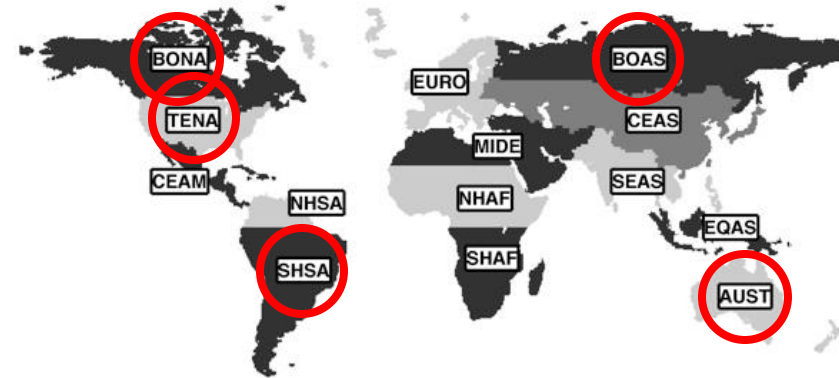 BONA
BOAS
EURO
TENA
CEAS
MIDE
CEAM
SEAS
NHSA
NHAF
EQAS
SHSA
SHAF
AUST